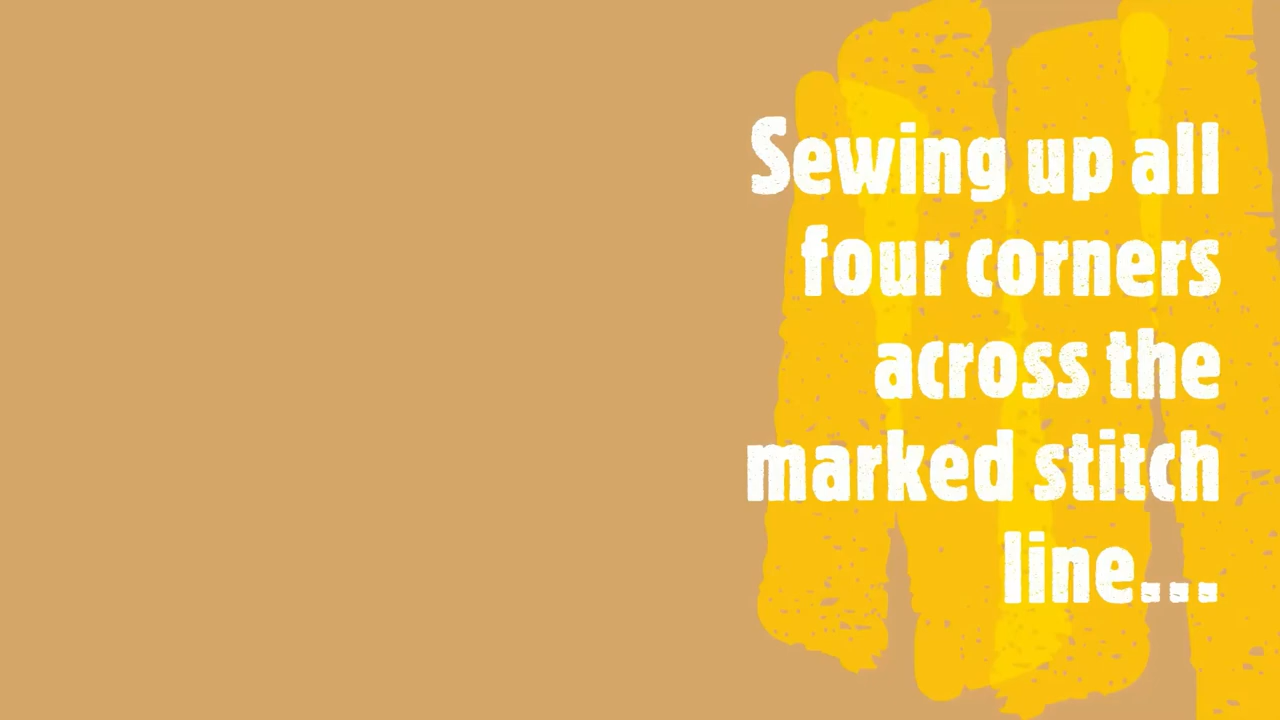 Sewing up all
four corners
across the
marked stitch
line...